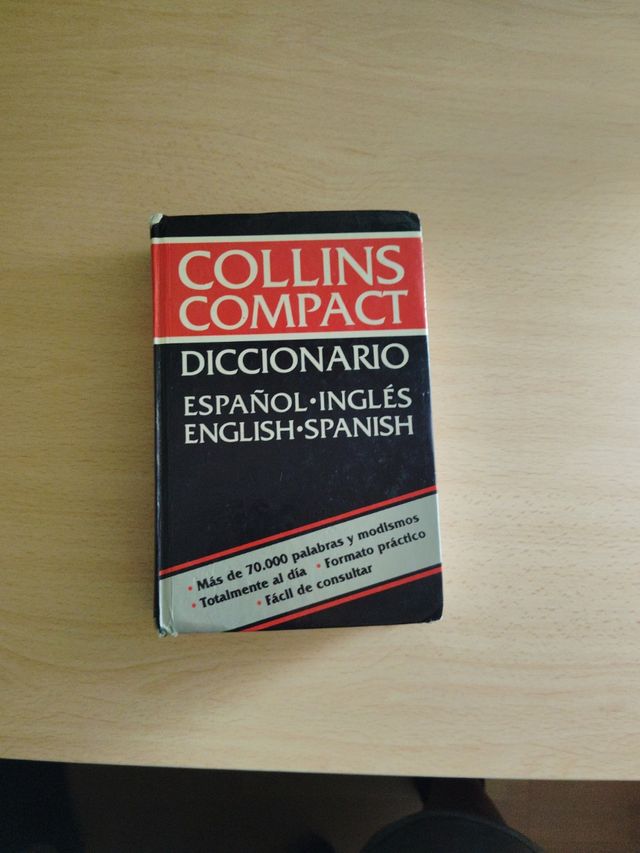 COLLINS
COMPACT
DICCIONARIO
ESPAÑOL·INGLÉS
ENGLISH·SPANISH
• Más de 70.000 palabras y modismos
• Totalmente al día • Formato práctico
• Fácil de consultar